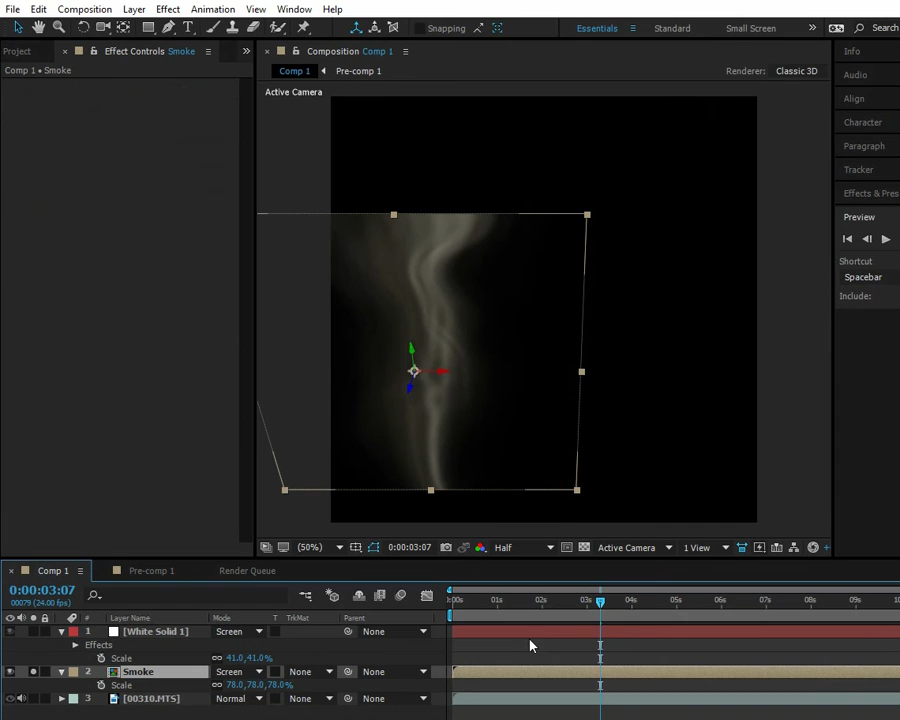 File Edit Composition Layer Effect Animation View Window Help
Snapping Essentials Standard Small Screen Search
Project Effect Controls Smoke Composition Comp 1 Info
Comp 1 • Smoke Comp 1 Pre-comp 1 Renderer: Classic 3D Audio
Active Camera
Align
Character
Paragraph
Tracker
Effects & Pres
Preview
Shortcut
Spacebar
Include:
(50%) 0:00:03:07 Half Active Camera 1 View +0
Comp 1 Pre-comp 1 Render Queue
0:00:03:07
00079 (24.00 fps)
:00s 01s 02s 03s 04s 05s 06s 07s 08s 09s 10
# Layer Name Mode T TrkMat Parent
1 [White Solid 1] Screen None
Effects
Scale 41.0,41.0%
2 Smoke Screen None None
Scale 78.0,78.0,78.0%
3 [00310.MTS] Normal None None